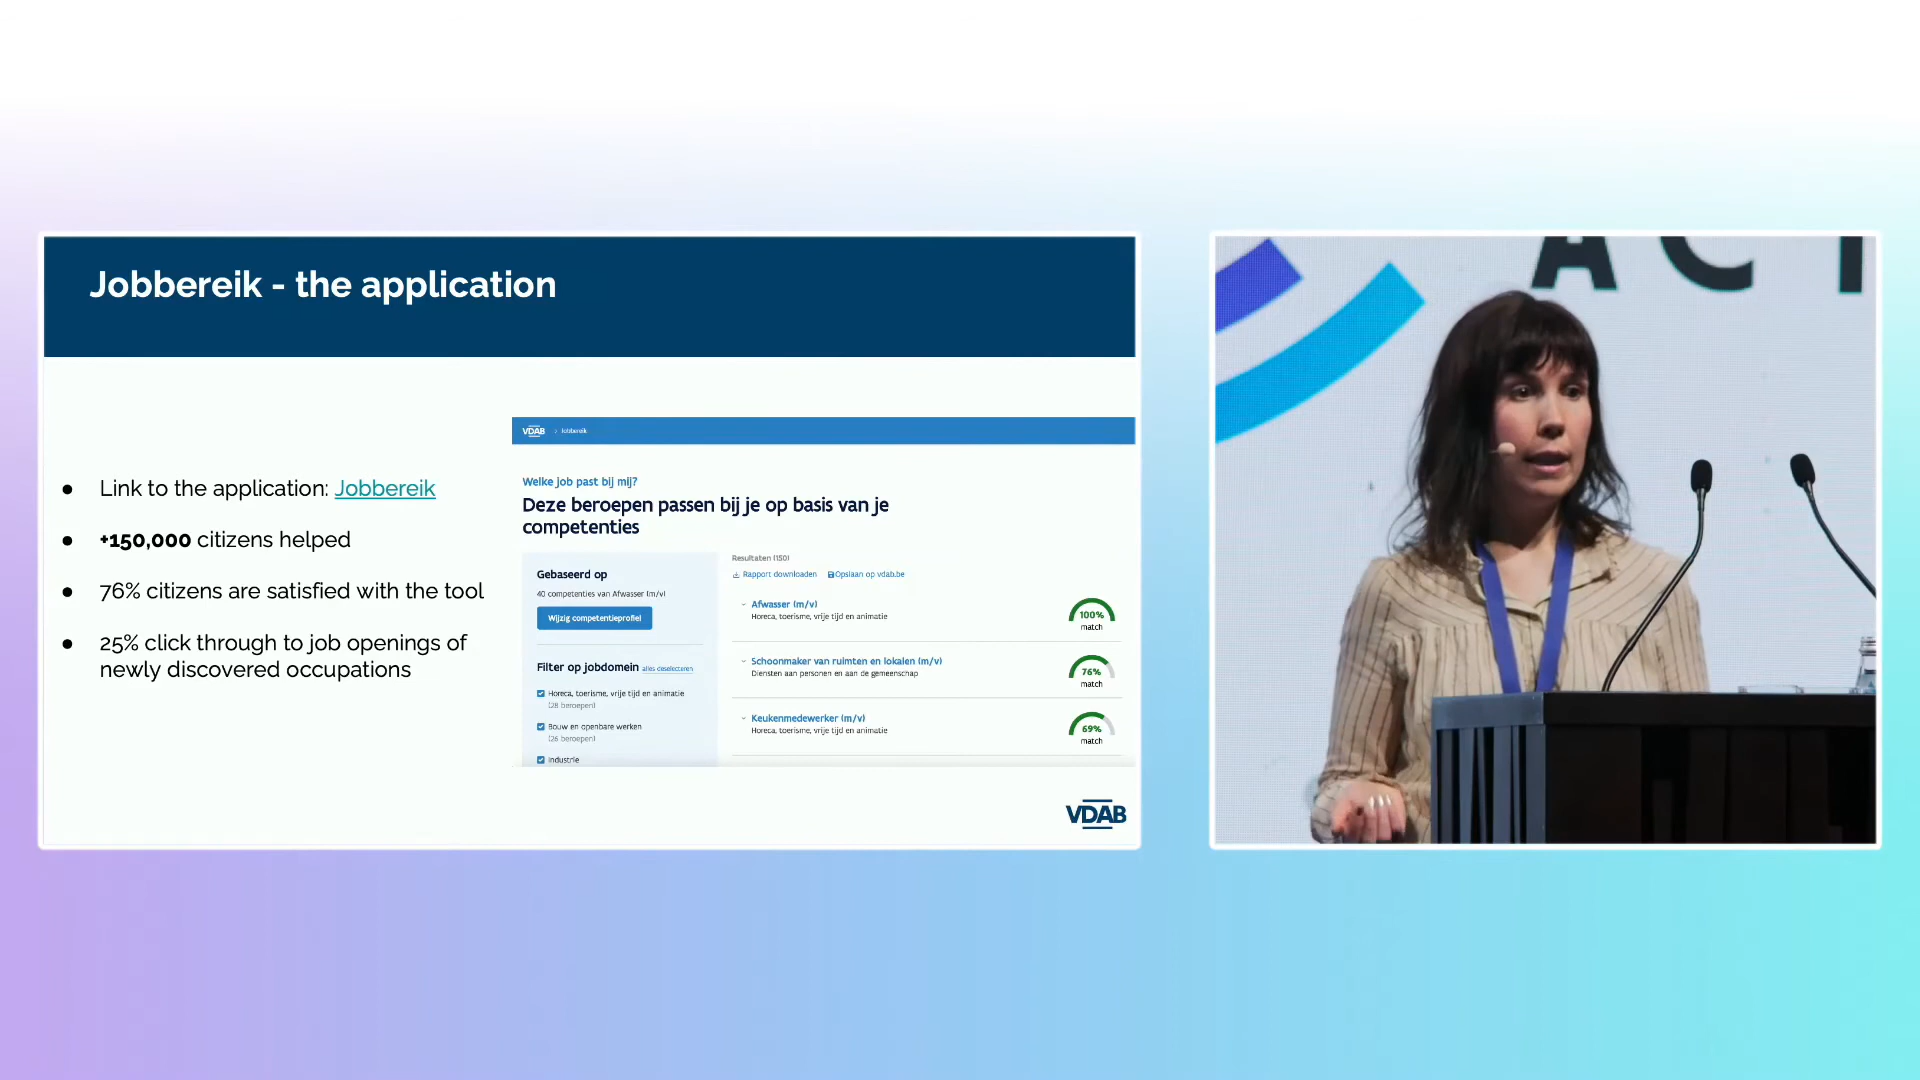 Jobbereik - the application
● Link to the application: Jobbereik
● +150,000 citizens helped
● 76% citizens are satisfied with the tool
● 25% click through to job openings of
newly discovered occupations
VDAB > Jobbereik
Welke job past bij mij?
Deze beroepen passen bij je op basis van je
competenties
Gebaseerd op
40 competenties van Afwasser (m/v)
Wijzig competentieprofiel
Filter op jobdomein alles deselecteren
Horeca, toerisme, vrije tijd en animatie
(28 beroepen)
Bouw en openbare werken
(26 beroepen)
Industrie
Resultaten (150)
Rapport downloaden Opslaan op vdab.be
Afwasser (m/v)
Horeca, toerisme, vrije tijd en animatie
100%
match
Schoonmaker van ruimten en lokalen (m/v)
Diensten aan personen en aan de gemeenschap
76%
match
Keukenmedewerker (m/v)
Horeca, toerisme, vrije tijd en animatie
69%
match
VDAB
ACT